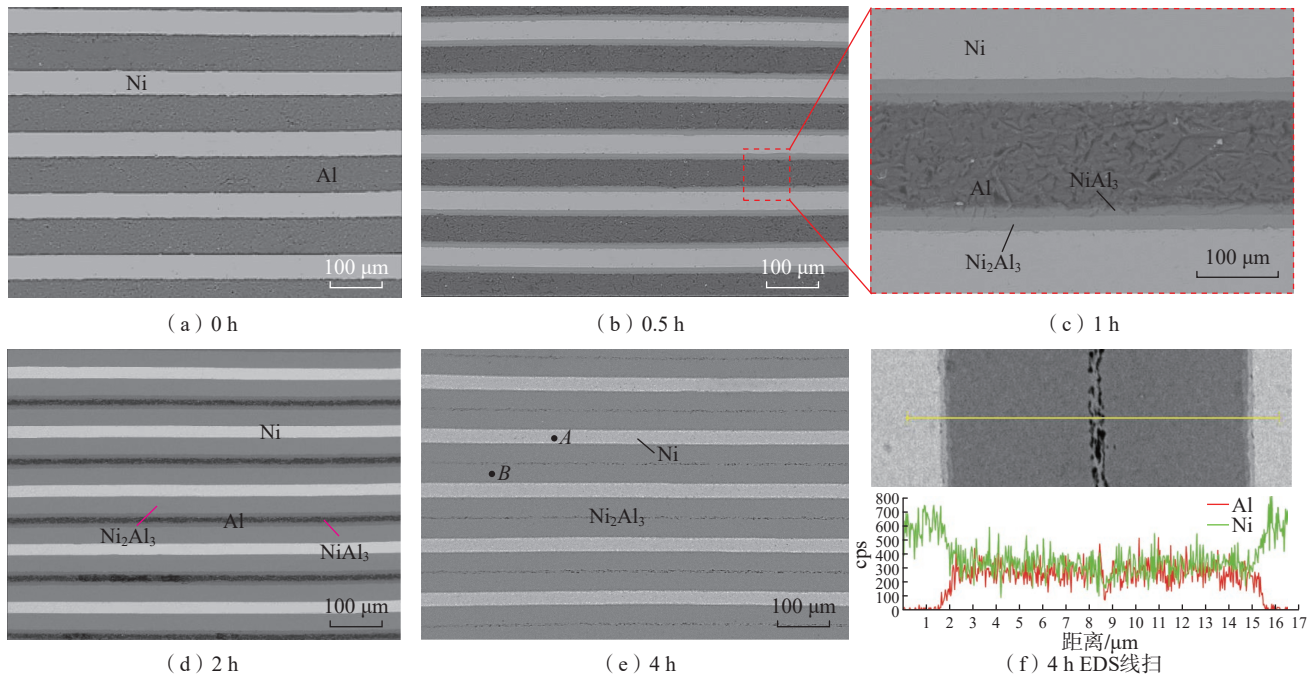 Ni
Al
100 μm
（a）0 h
100 μm
（b）0.5 h
Ni
Al
NiAl₃
Ni₂Al₃
100 μm
（c）1 h
Ni
Ni₂Al₃
Al
NiAl₃
100 μm
（d）2 h
A
Ni
B
Ni₂Al₃
100 μm
（e）4 h
800
700
600
500
400
300
200
100
0
cps
Al
Ni
1 2 3 4 5 6 7 8 9 10 11 12 13 14 15 16 17
距离/μm
（f）4 h EDS线扫